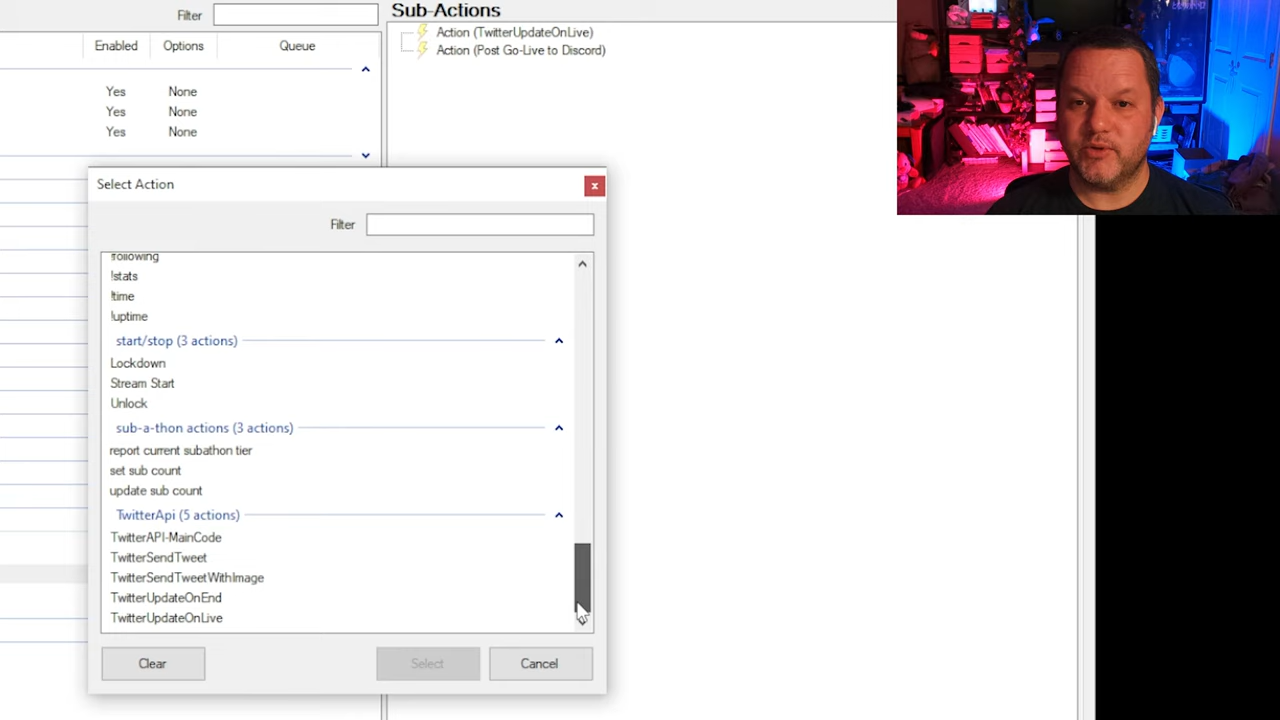 Filter
Sub-Actions
Action (TwitterUpdateOnLive)
Action (Post Go-Live to Discord)
Enabled Options Queue
Yes None
Yes None
Yes None
Select Action
x
Filter
!following
!stats
!time
!uptime
start/stop (3 actions)
Lockdown
Stream Start
Unlock
sub-a-thon actions (3 actions)
report current subathon tier
set sub count
update sub count
TwitterApi (5 actions)
TwitterAPI-MainCode
TwitterSendTweet
TwitterSendTweetWithImage
TwitterUpdateOnEnd
TwitterUpdateOnLive
Clear Select Cancel